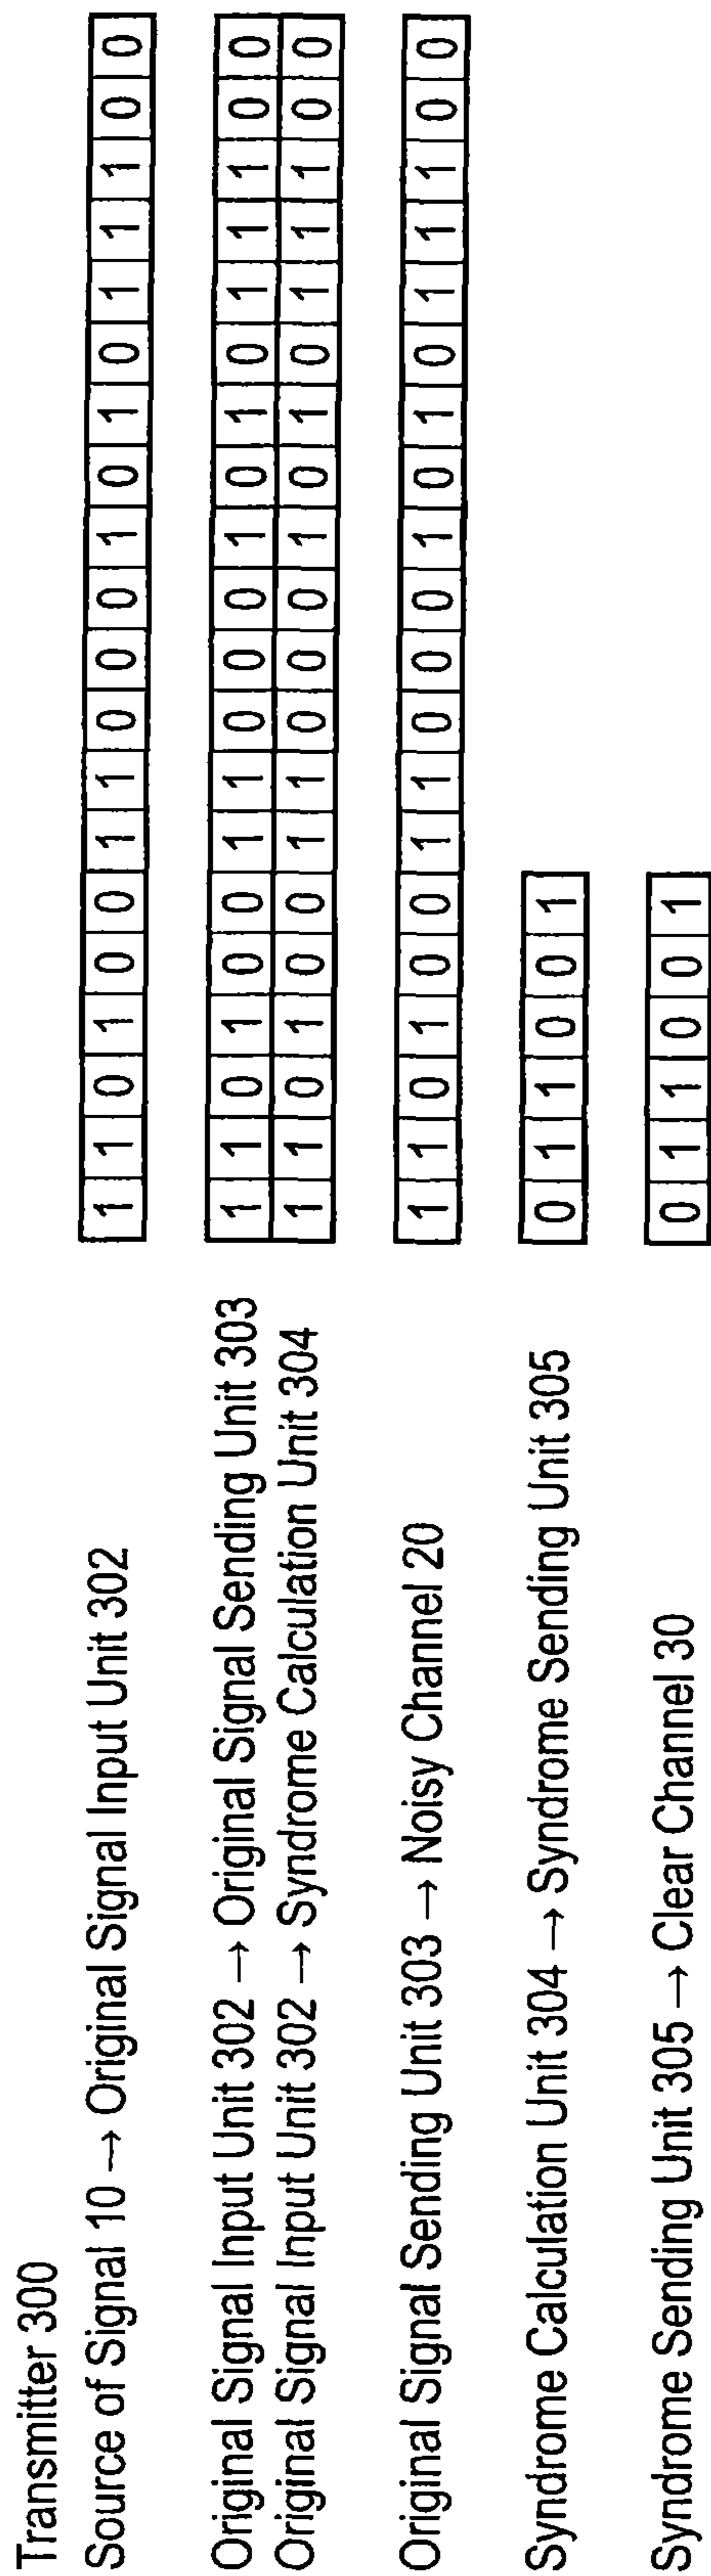 Transmitter 300
Source of Signal 10 → Original Signal Input Unit 302 1 1 0 1 0 0 1 1 0 0 0 1 0 1 0 1 1 1 0 0
Original Signal Input Unit 302 → Original Signal Sending Unit 303 1 1 0 1 0 0 1 1 0 0 0 1 0 1 0 1 1 1 0 0
Original Signal Input Unit 302 → Syndrome Calculation Unit 304 1 1 0 1 0 0 1 1 0 0 0 1 0 1 0 1 1 1 0 0
Original Signal Sending Unit 303 → Noisy Channel 20 1 1 0 1 0 0 1 1 0 0 0 1 0 1 0 1 1 1 0 0
Syndrome Calculation Unit 304 → Syndrome Sending Unit 305 0 1 1 0 0 1
Syndrome Sending Unit 305 → Clear Channel 30 0 1 1 0 0 1